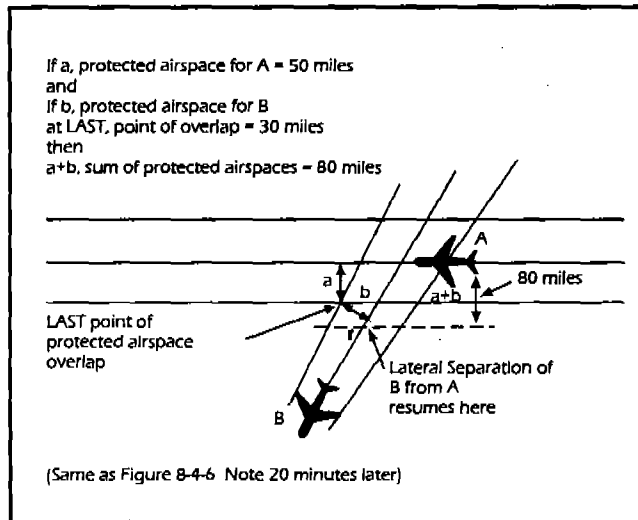 If a, protected airspace for A = 50 miles
and
If b, protected airspace for B
at LAST, point of overlap = 30 miles
then
a+b, sum of protected airspaces = 80 miles
A
a
b
a+b
80 miles
LAST point of
protected airspace
overlap
r
Lateral Separation of
B from A
resumes here
B
(Same as Figure 8-4-6 Note 20 minutes later)